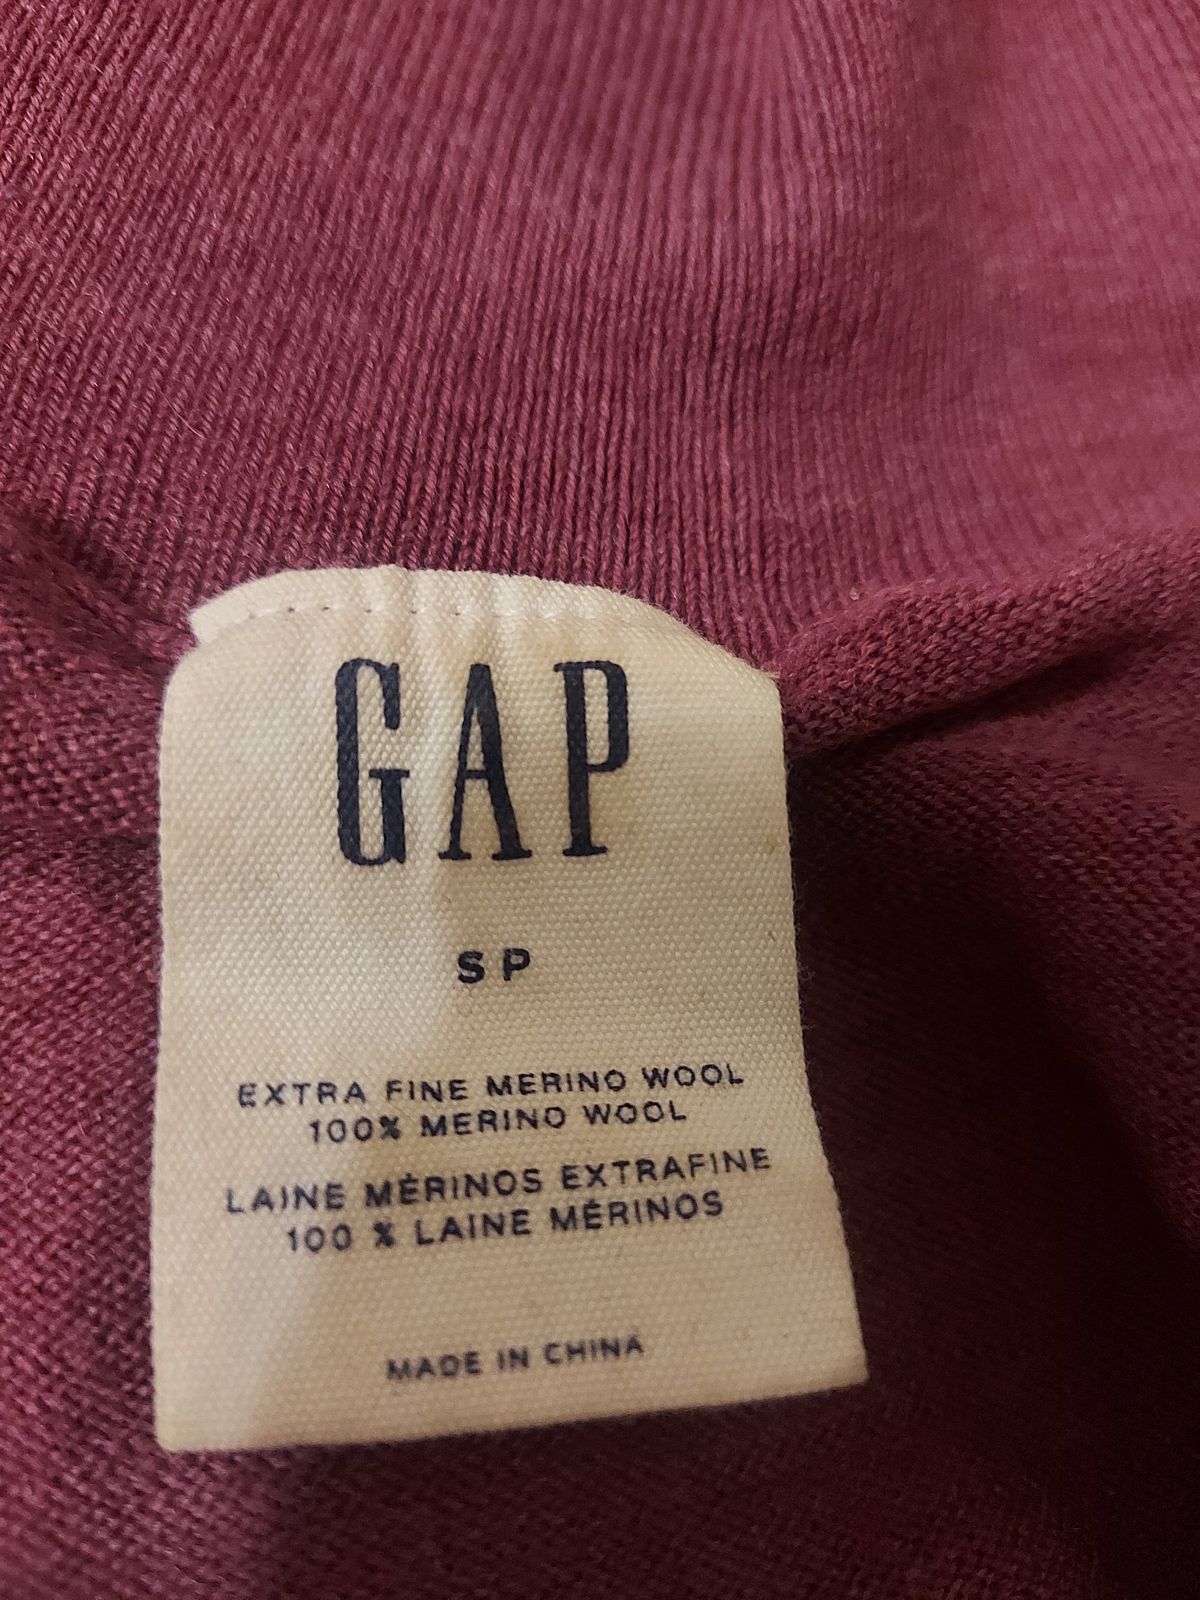 GAP
SP
EXTRA FINE MERINO WOOL
100% MERINO WOOL
LAINE MÉRINOS EXTRAFINE
100 % LAINE MÉRINOS
MADE IN CHINA